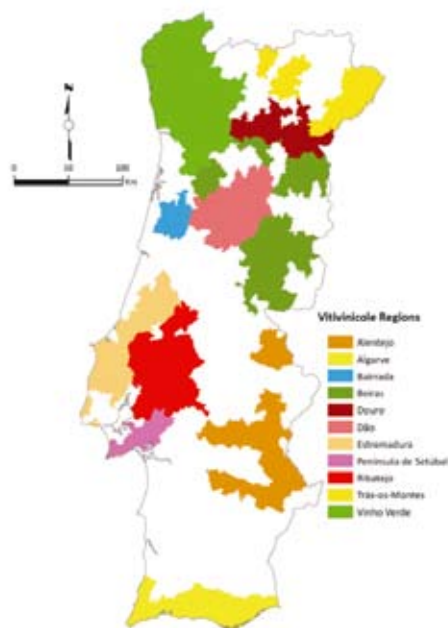 N
0
50
100
Km
Vitivinicole Regions
Alentejo
Algarve
Bairrada
Beiras
Douro
Dão
Estremadura
Península de Setúbal
Ribatejo
Trás-os-Montes
Vinho Verde